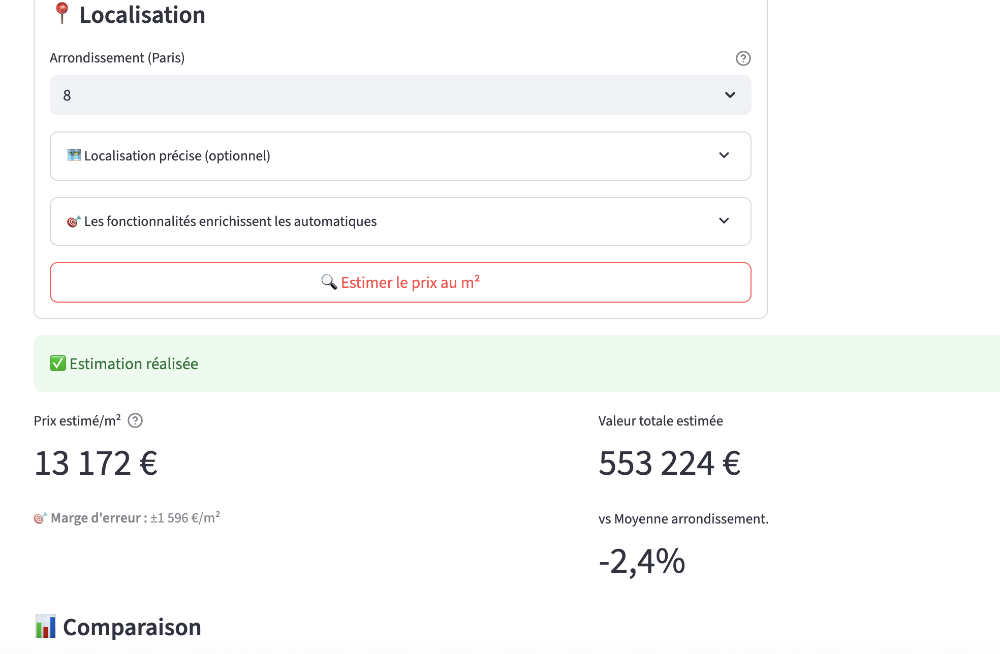 Localisation
Arrondissement (Paris)
8
Localisation précise (optionnel)
Les fonctionnalités enrichissent les automatiques
Estimer le prix au m²
Estimation réalisée
Prix estimé/m²
13 172 €
Marge d'erreur : ±1 596 €/m²
Valeur totale estimée
553 224 €
vs Moyenne arrondissement.
-2,4%
Comparaison